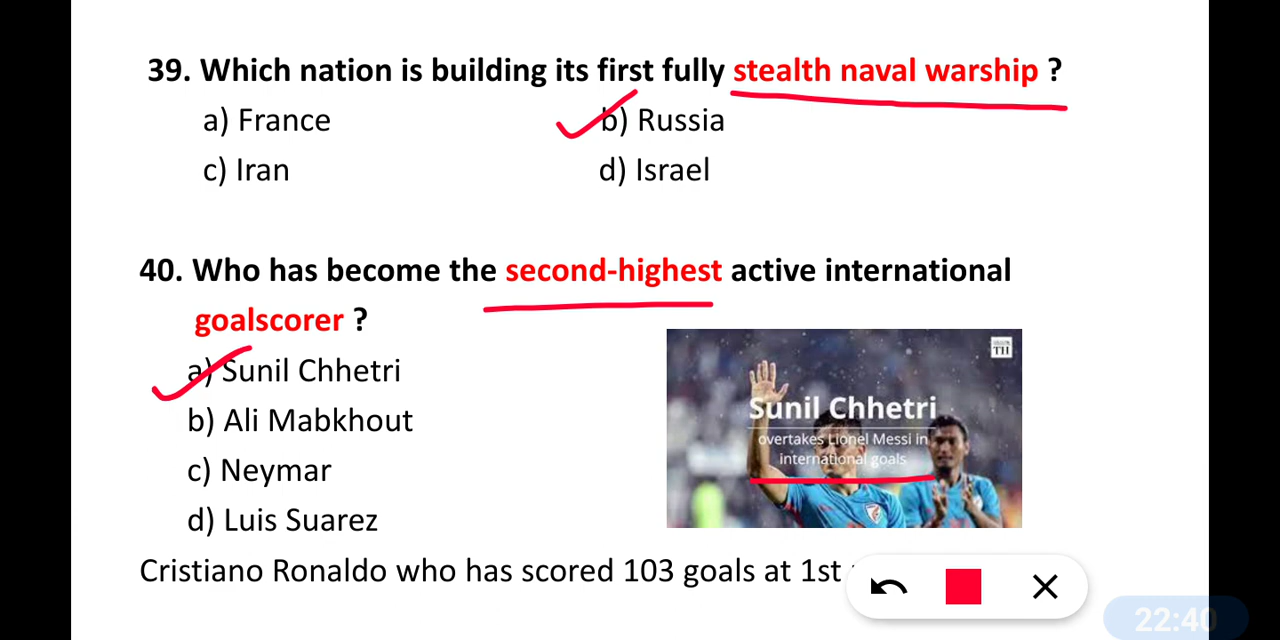 39. Which nation is building its first fully stealth naval warship ?
a) France b) Russia
c) Iran d) Israel
40. Who has become the second-highest active international
goalscorer ?
a) Sunil Chhetri
b) Ali Mabkhout
c) Neymar
d) Luis Suarez
TH
Sunil Chhetri
overtakes Lionel Messi in
international goals
Cristiano Ronaldo who has scored 103 goals at 1st
22:40